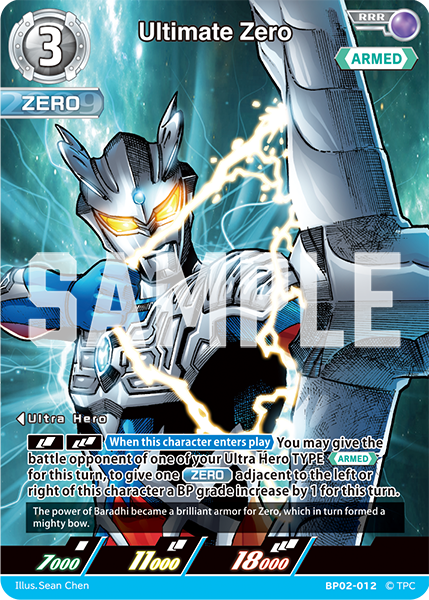 3
Ultimate Zero
RRR
ARMED
ZERO
SAMPLE
Ultra Hero
When this character enters play You may give the
battle opponent of one of your Ultra Hero TYPE ARMED
for this turn, to give one ZERO adjacent to the left or
right of this character a BP grade increase by 1 for this turn.
The power of Baradhi became a brilliant armor for Zero, which in turn formed a
mighty bow.
7000 11000 18000
Illus. Sean Chen BP02-012 © TPC